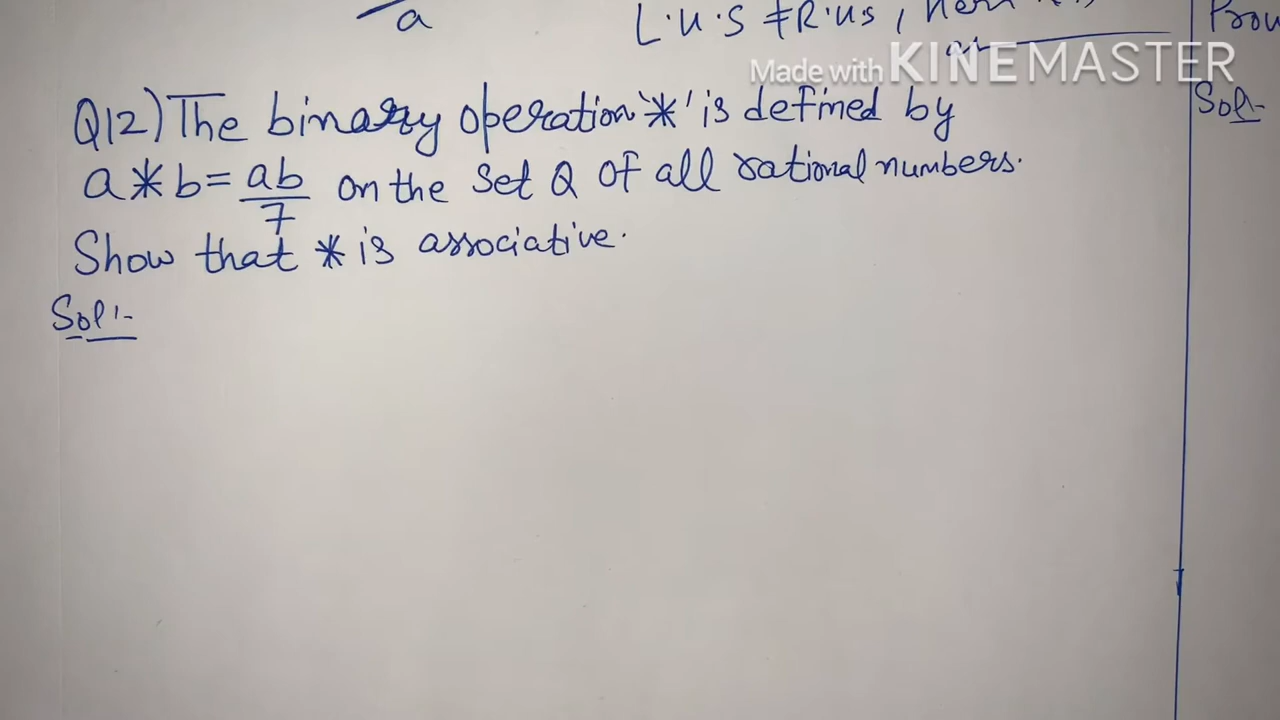 a
L.H.S ≠ R.H.S,
Made with KINEMASTER
Q12) The binary operation '*' is defined by
a * b = ab/7 on the set Q of all rational numbers.
Show that * is associative.
Sol:-
Sol:-